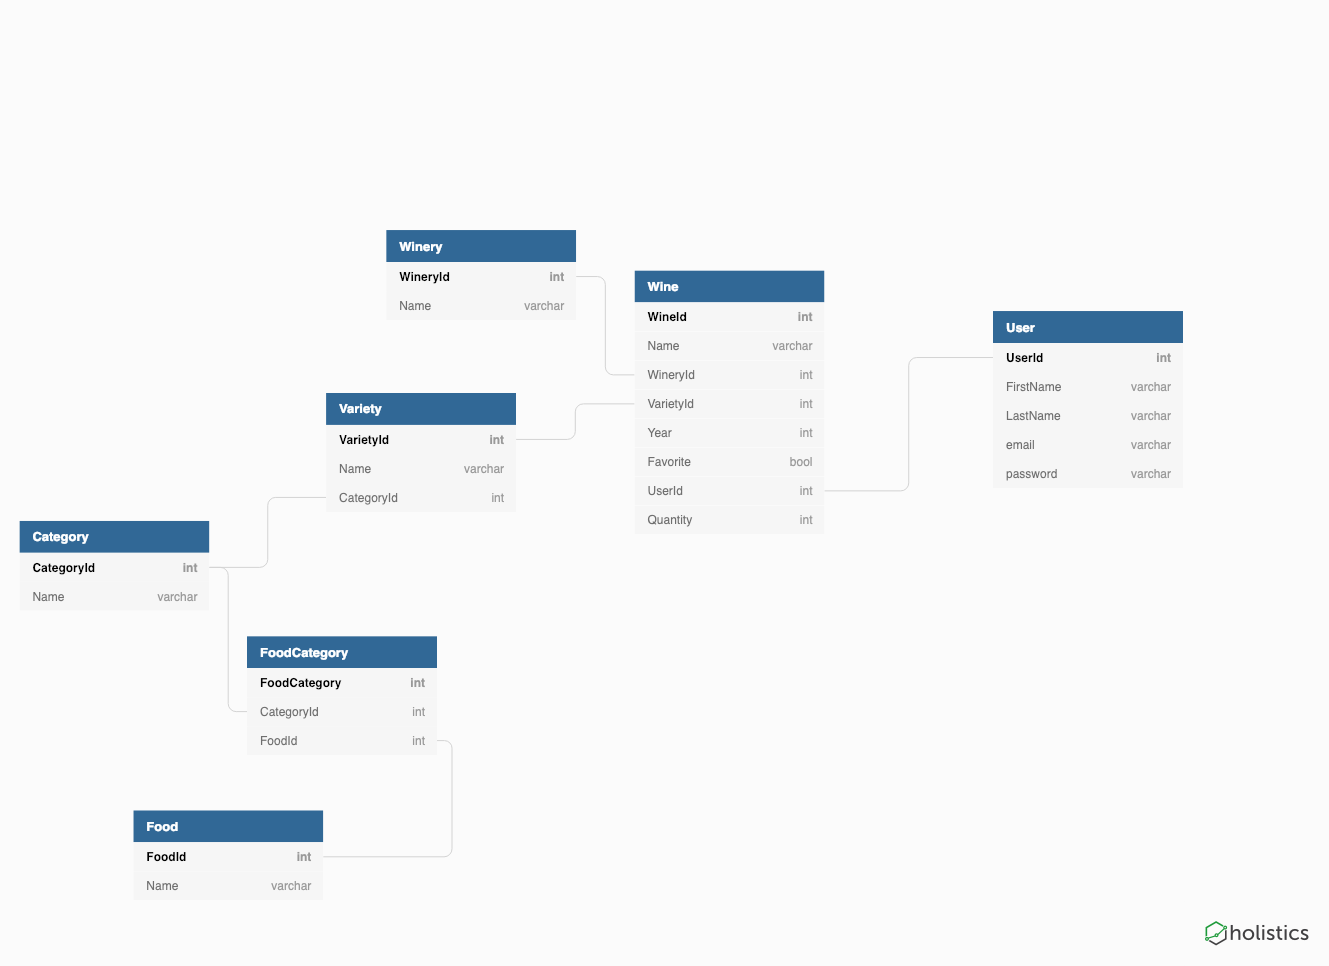 Winery
WineryId int
Name varchar
Wine
WineId int
Name varchar
WineryId int
VarietyId int
Year int
Favorite bool
UserId int
Quantity int
User
UserId int
FirstName varchar
LastName varchar
email varchar
password varchar
Variety
VarietyId int
Name varchar
CategoryId int
Category
CategoryId int
Name varchar
FoodCategory
FoodCategory int
CategoryId int
FoodId int
Food
FoodId int
Name varchar
holistics